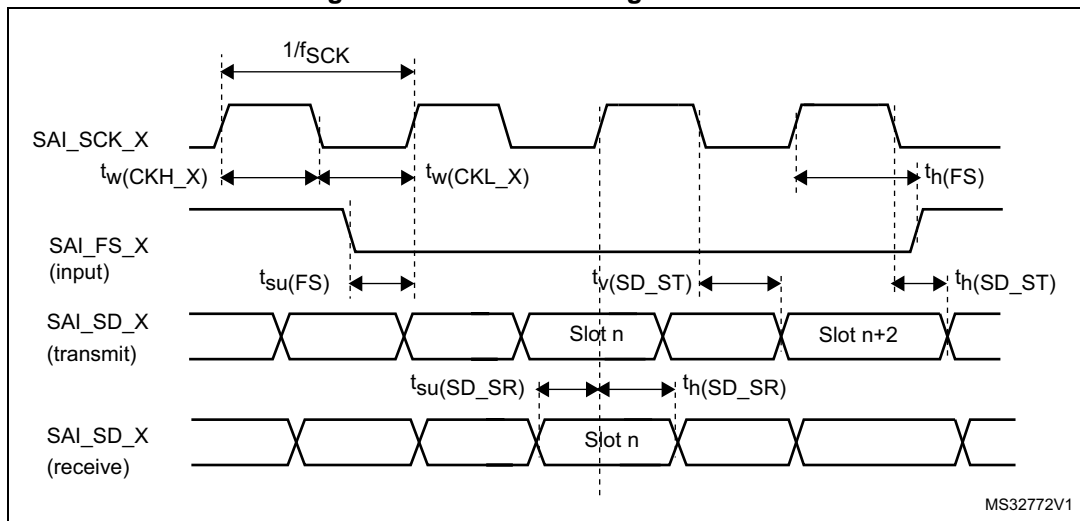 1/fSCK
SAI_SCK_X
tw(CKH_X)
tw(CKL_X)
th(FS)
SAI_FS_X
(input)
tsu(FS)
tv(SD_ST)
th(SD_ST)
SAI_SD_X
(transmit)
Slot n
Slot n+2
tsu(SD_SR)
th(SD_SR)
SAI_SD_X
(receive)
Slot n
MS32772V1